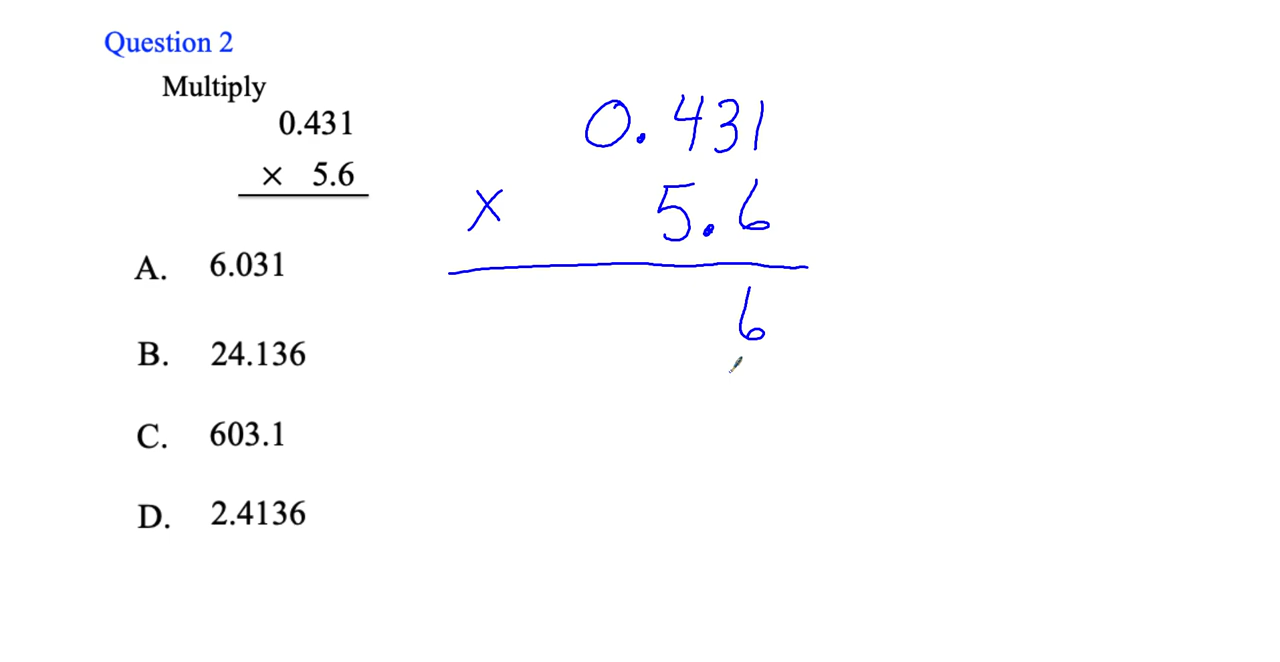 Question 2
Multiply
0.431
× 5.6
A. 6.031
B. 24.136
C. 603.1
D. 2.4136
0.431
x 5.6
6